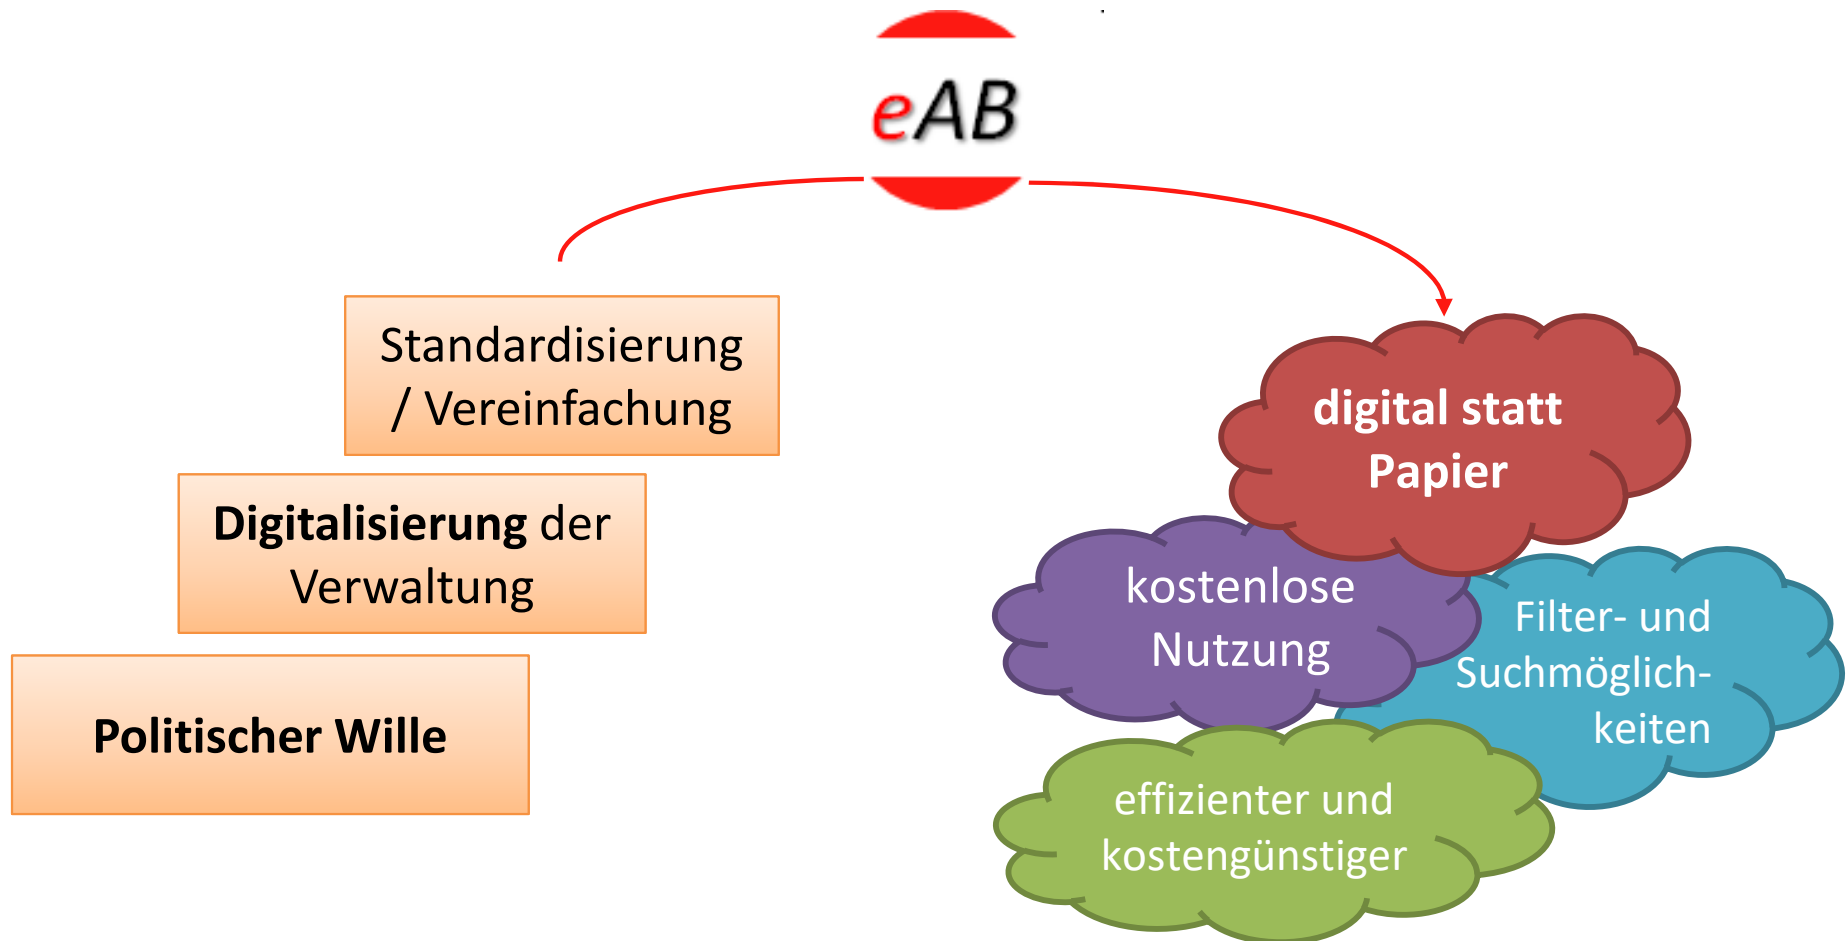 eAB
Standardisierung
/ Vereinfachung
Digitalisierung der
Verwaltung
Politischer Wille
digital statt
Papier
kostenlose
Nutzung
Filter- und
Suchmöglich-
keiten
effizienter und
kostengünstiger